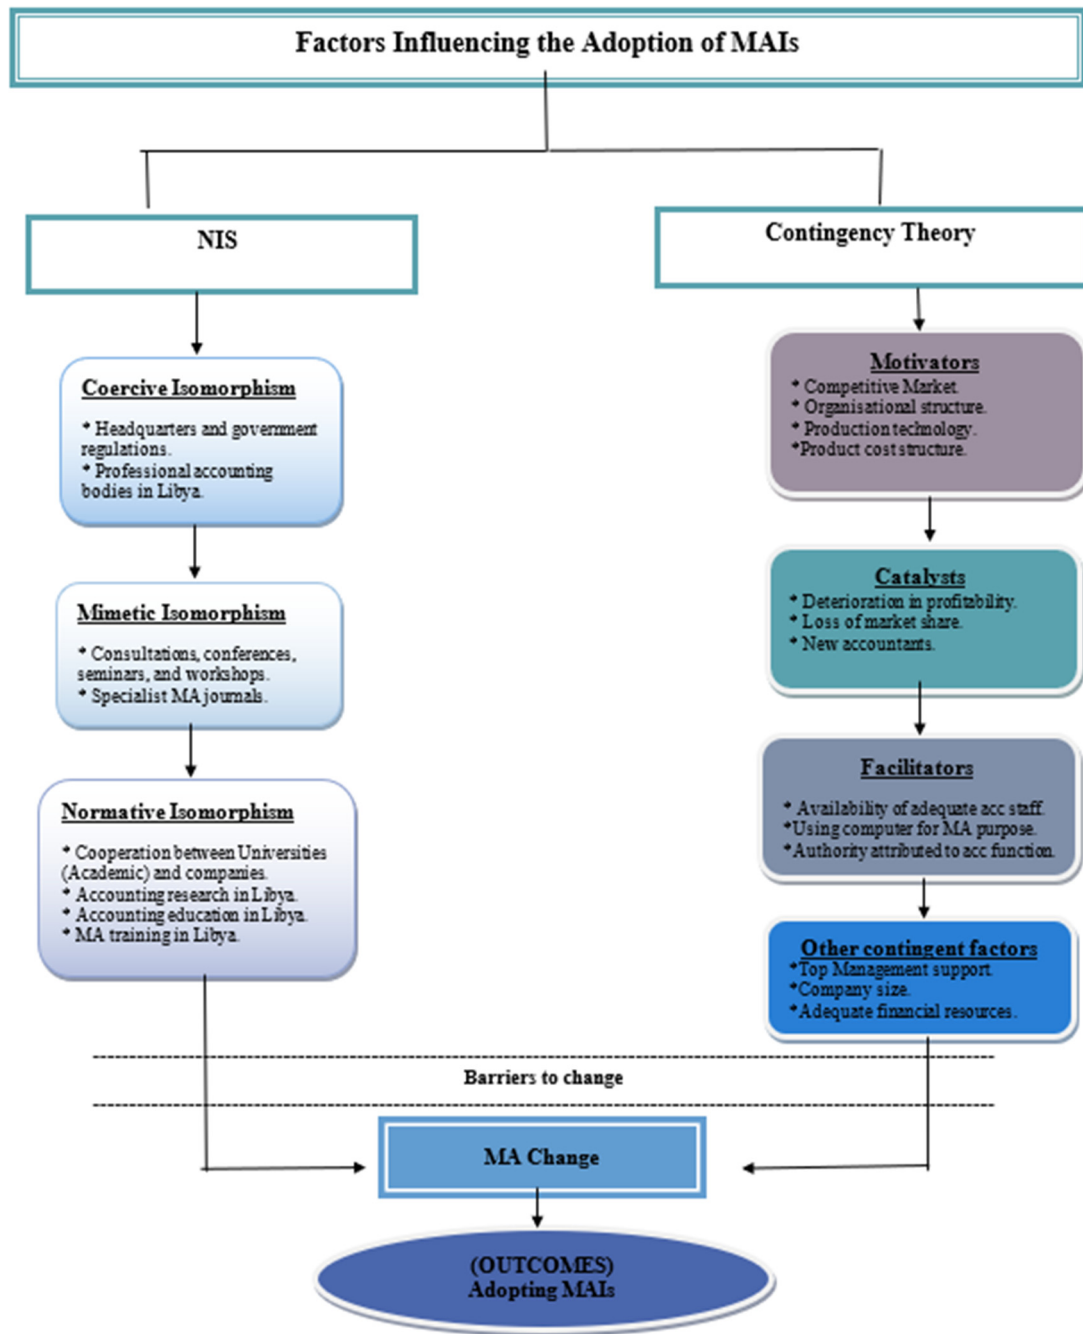 Factors Influencing the Adoption of MAIs
NIS
Coercive Isomorphism
* Headquarters and government
regulations.
* Professional accounting
bodies in Libya.
Mimetic Isomorphism
* Consultations, conferences,
seminars, and workshops.
* Specialist MA journals.
Normative Isomorphism
* Cooperation between Universities
(Academic) and companies.
* Accounting research in Libya.
* Accounting education in Libya.
* MA training in Libya.
Contingency Theory
Motivators
* Competitive Market.
* Organisational structure.
* Production technology.
*Product cost structure.
Catalysts
* Deterioration in profitability.
* Loss of market share.
* New accountants.
Facilitators
* Availability of adequate acc staff.
*Using computer for MA purpose.
*Authority attributed to acc function.
Other contingent factors
*Top Management support.
*Company size.
*Adequate financial resources.
Barriers to change
MA Change
(OUTCOMES)
Adopting MAIs